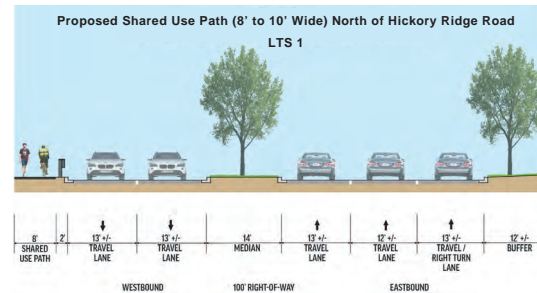 Proposed Shared Use Path (8' to 10' Wide) North of Hickory Ridge Road
LTS 1
8' 2' 13' +/- 13' +/- 14' 13' +/- 12' +/- 13' +/- 12' +/-
SHARED USE PATH TRAVEL LANE TRAVEL LANE MEDIAN TRAVEL LANE TRAVEL LANE TRAVEL / RIGHT TURN LANE BUFFER
WESTBOUND 100' RIGHT-OF-WAY EASTBOUND